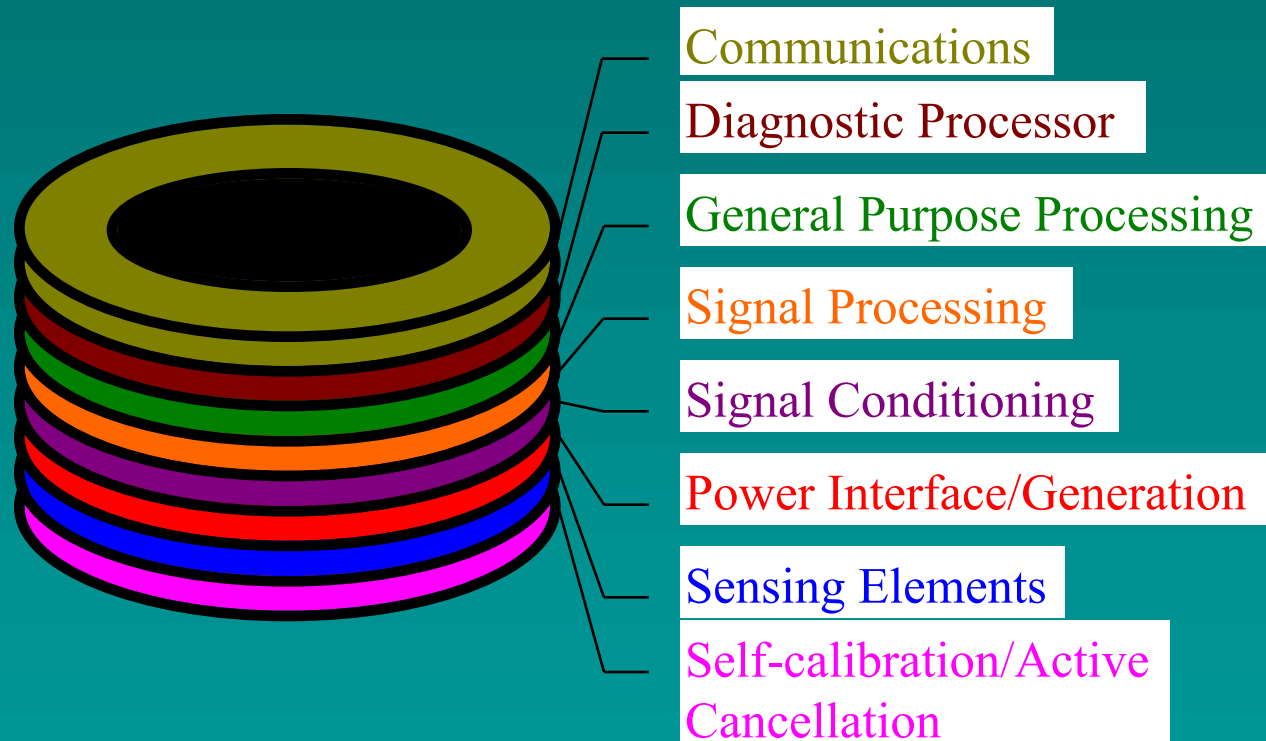 Communications
Diagnostic Processor
General Purpose Processing
Signal Processing
Signal Conditioning
Power Interface/Generation
Sensing Elements
Self-calibration/Active
Cancellation